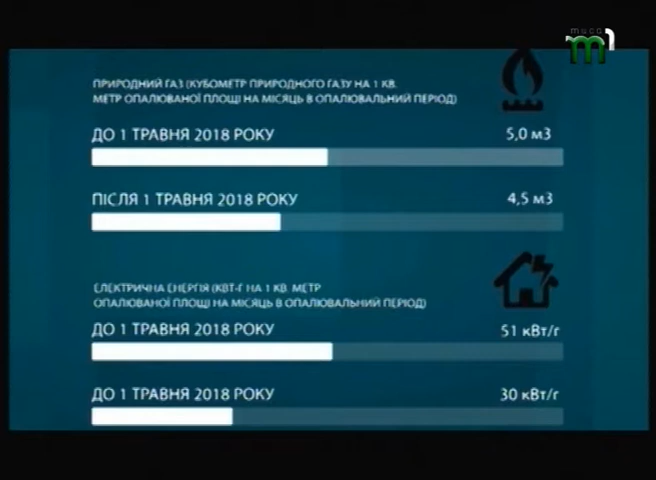 тиса
m1
ПРИРОДНИЙ ГАЗ (КУБОМЕТР ПРИРОДНОГО ГАЗУ НА 1 КВ.
МЕТР ОПАЛЮВАНОЇ ПЛОЩІ НА МІСЯЦЬ В ОПАЛЮВАЛЬНИЙ ПЕРІОД)
ДО 1 ТРАВНЯ 2018 РОКУ 5,0 м3
ПІСЛЯ 1 ТРАВНЯ 2018 РОКУ 4,5 м3
ЕЛЕКТРИЧНА ЕНЕРГІЯ (КВТ-Г НА 1 КВ. МЕТР
ОПАЛЮВАНОЇ ПЛОЩІ НА МІСЯЦЬ В ОПАЛЮВАЛЬНИЙ ПЕРІОД)
ДО 1 ТРАВНЯ 2018 РОКУ 51 кВт/г
ДО 1 ТРАВНЯ 2018 РОКУ 30 кВт/г